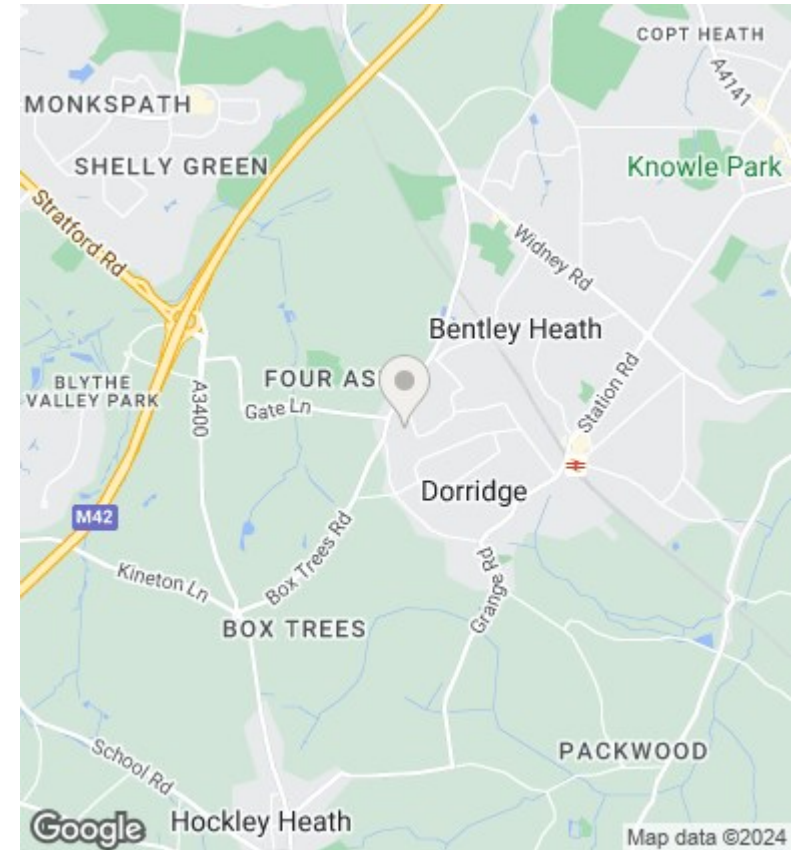 COPT HEATH
A4141
MONKSPATH
SHELLY GREEN
Knowle Park
Stratford Rd
Widney Rd
Bentley Heath
BLYTHE
VALLEY PARK
FOUR AS
A3400
Gate Ln
Station Rd
Dorridge
M42
Box Trees Rd
Kineton Ln
Grange Rd
BOX TREES
PACKWOOD
School Rd
Hockley Heath
Google
Map data ©2024